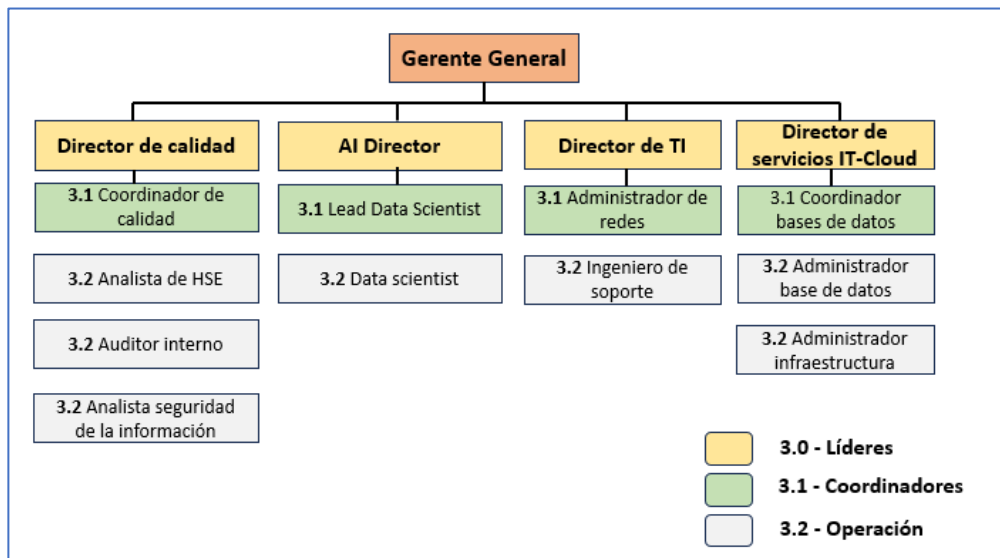 Gerente General
Director de calidad
AI Director
Director de TI
Director de
servicios IT-Cloud
3.1 Coordinador de
calidad
3.1 Lead Data Scientist
3.1 Administrador de
redes
3.1 Coordinador
bases de datos
3.2 Analista de HSE
3.2 Data scientist
3.2 Ingeniero de
soporte
3.2 Administrador
base de datos
3.2 Auditor interno
3.2 Administrador
infraestructura
3.2 Analista seguridad
de la información
3.0 - Líderes
3.1 - Coordinadores
3.2 - Operación